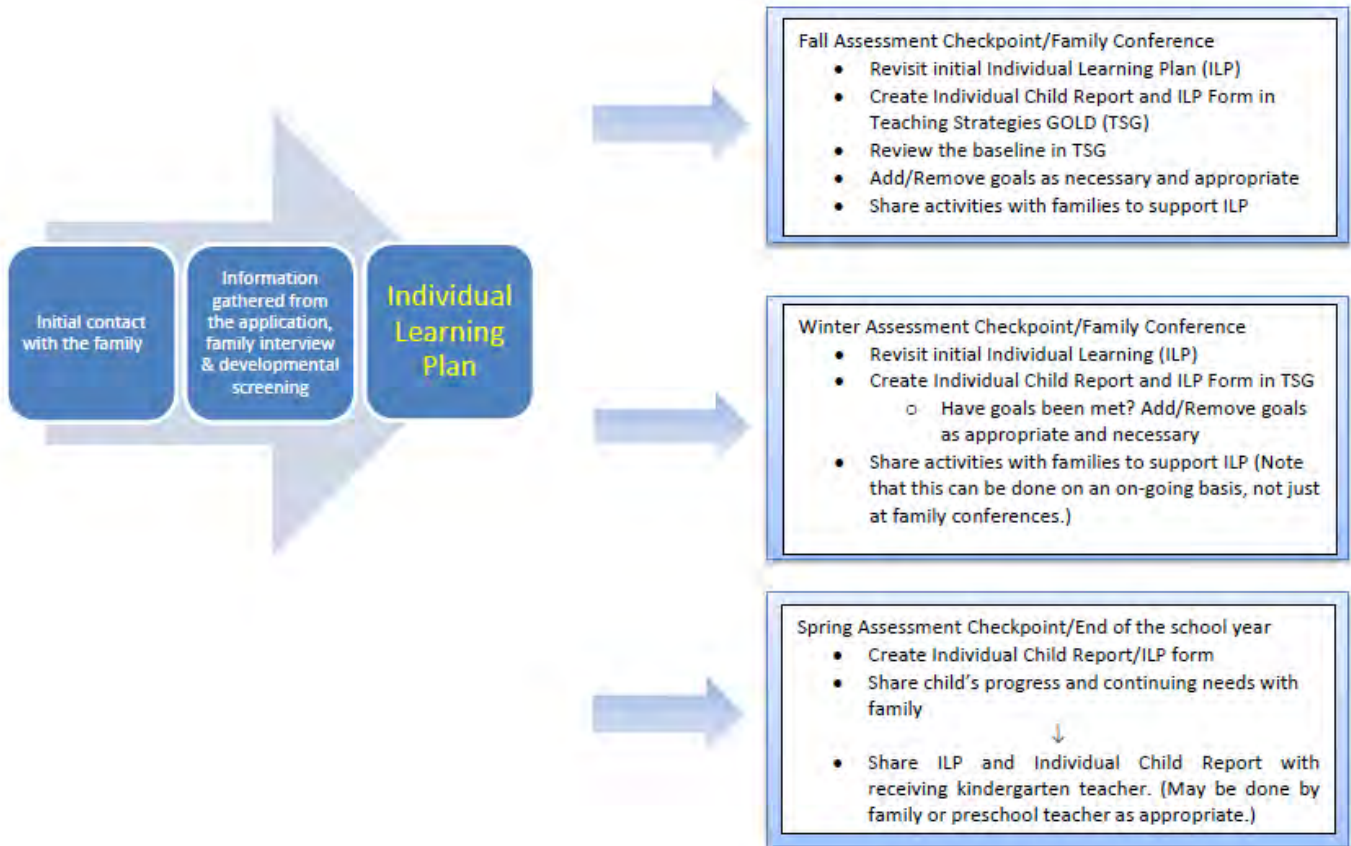 Initial contact
with the family
Information
gathered from
the application,
family interview
& developmental
screening
Individual
Learning
Plan
Fall Assessment Checkpoint/Family Conference
• Revisit initial Individual Learning Plan (ILP)
• Create Individual Child Report and ILP Form in
Teaching Strategies GOLD (TSG)
• Review the baseline in TSG
• Add/Remove goals as necessary and appropriate
• Share activities with families to support ILP
Winter Assessment Checkpoint/Family Conference
• Revisit initial Individual Learning (ILP)
• Create Individual Child Report and ILP Form in TSG
o Have goals been met? Add/Remove goals
as appropriate and necessary
• Share activities with families to support ILP (Note
that this can be done on an on-going basis, not just
at family conferences.)
Spring Assessment Checkpoint/End of the school year
• Create Individual Child Report/ILP form
• Share child's progress and continuing needs with
family
↓
• Share ILP and Individual Child Report with
receiving kindergarten teacher. (May be done by
family or preschool teacher as appropriate.)